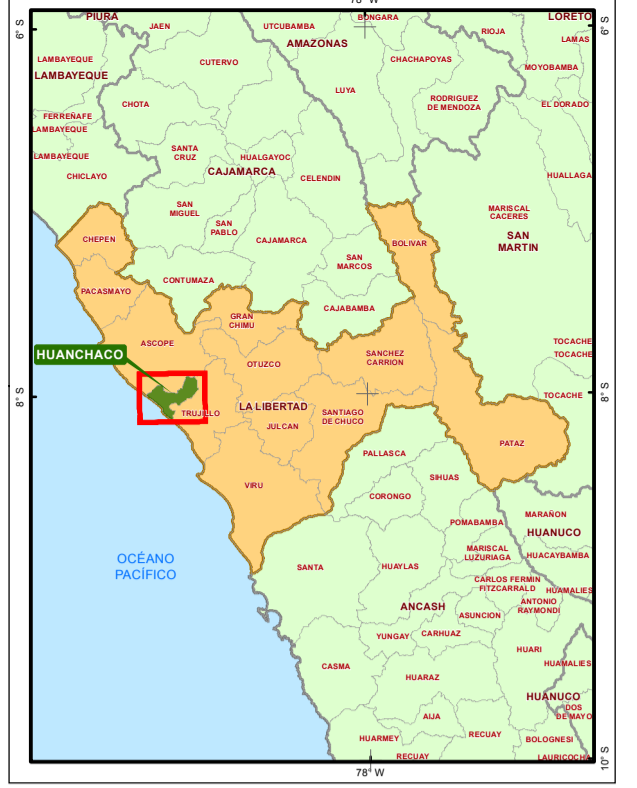 78° W
PIURA
JAEN
UTCUBAMBA
BONGARA
LORETO
6° S
6° S
RIOJA
LAMAS
AMAZONAS
LAMBAYEQUE
CUTERVO
CHACHAPOYAS
MOYOBAMBA
LAMBAYEQUE
LUYA
CHOTA
RODRIGUEZ
DE MENDOZA
EL DORADO
FERREÑAFE
LAMBAYEQUE
SANTA
CRUZ
HUALGAYOC
LAMBAYEQUE
CAJAMARCA
CHICLAYO
CELENDIN
HUALLAGA
SAN
MIGUEL
MARISCAL
CACERES
SAN
PABLO
SAN
MARTIN
CHEPEN
CAJAMARCA
BOLIVAR
SAN
MARCOS
CONTUMAZA
PACASMAYO
CAJABAMBA
GRAN
CHIMU
ASCOPE
TOCACHE
HUANCHACO
TOCACHE
SANCHEZ
CARRION
OTUZCO
8° S
8° S
TOCACHE
LA LIBERTAD
TRUJILLO
SANTIAGO
DE CHUCO
JULCAN
PATAZ
PALLASCA
SIHUAS
VIRU
CORONGO
MARAÑON
POMABAMBA
HUANUCO
OCÉANO
PACÍFICO
MARISCAL
LUZURIAGA
HUACAYBAMBA
SANTA
HUAYLAS
CARLOS FERMIN
FITZCARRALD
HUAMALIES
ANCASH
ANTONIO
RAYMONDI
ASUNCION
YUNGAY
CARHUAZ
HUARI
CASMA
HUAMALIES
HUARAZ
HUANUCO
DOS
DE MAYO
AIJA
HUARMEY
RECUAY
BOLOGNESI
RECUAY
LAURICOCHA
10° S
78° W